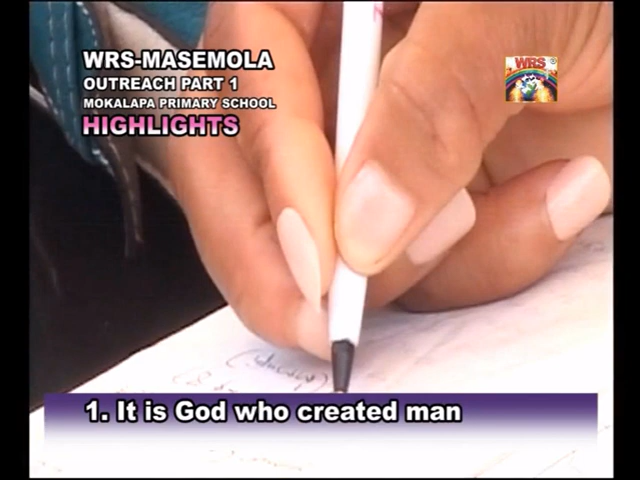 WRS-MASEMOLA
OUTREACH PART 1
MOKALAPA PRIMARY SCHOOL
HIGHLIGHTS
WRS
1. It is God who created man